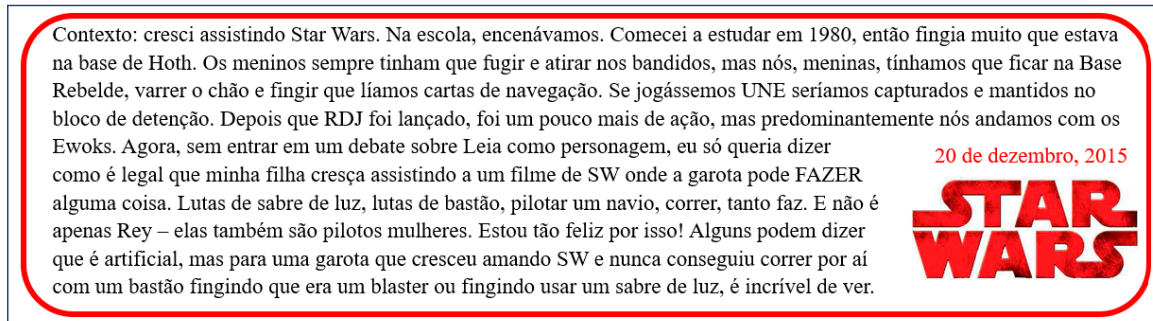 Contexto: cresci assistindo Star Wars. Na escola, encenávamos. Comecei a estudar em 1980, então fingia muito que estava
na base de Hoth. Os meninos sempre tinham que fugir e atirar nos bandidos, mas nós, meninas, tínhamos que ficar na Base
Rebelde, varrer o chão e fingir que líamos cartas de navegação. Se jogássemos UNE seríamos capturados e mantidos no
bloco de detenção. Depois que RDJ foi lançado, foi um pouco mais de ação, mas predominantemente nós andamos com os
Ewoks. Agora, sem entrar em um debate sobre Leia como personagem, eu só queria dizer
como é legal que minha filha cresça assistindo a um filme de SW onde a garota pode FAZER
alguma coisa. Lutas de sabre de luz, lutas de bastão, pilotar um navio, correr, tanto faz. E não é
apenas Rey – elas também são pilotos mulheres. Estou tão feliz por isso! Alguns podem dizer
que é artificial, mas para uma garota que cresceu amando SW e nunca conseguiu correr por aí
com um bastão fingindo que era um blaster ou fingindo usar um sabre de luz, é incrível de ver.
20 de dezembro, 2015
STAR
WARS